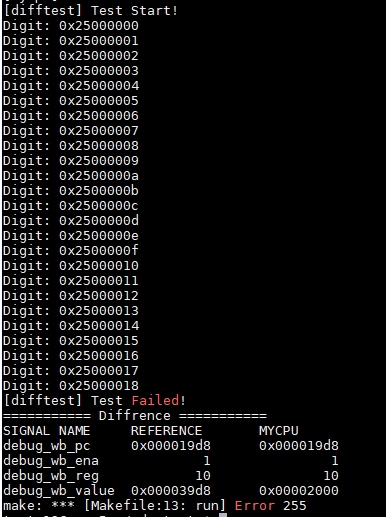 [difftest] Test Start!
Digit: 0x25000000
Digit: 0x25000001
Digit: 0x25000002
Digit: 0x25000003
Digit: 0x25000004
Digit: 0x25000005
Digit: 0x25000006
Digit: 0x25000007
Digit: 0x25000008
Digit: 0x25000009
Digit: 0x2500000a
Digit: 0x2500000b
Digit: 0x2500000c
Digit: 0x2500000d
Digit: 0x2500000e
Digit: 0x2500000f
Digit: 0x25000010
Digit: 0x25000011
Digit: 0x25000012
Digit: 0x25000013
Digit: 0x25000014
Digit: 0x25000015
Digit: 0x25000016
Digit: 0x25000017
Digit: 0x25000018
[difftest] Test Failed!
=========== Diffrence ===========
SIGNAL NAME REFERENCE MYCPU
debug_wb_pc 0x000019d8 0x000019d8
debug_wb_ena 1 1
debug_wb_reg 10 10
debug_wb_value 0x000039d8 0x00002000
make: *** [Makefile:13: run] Error 255